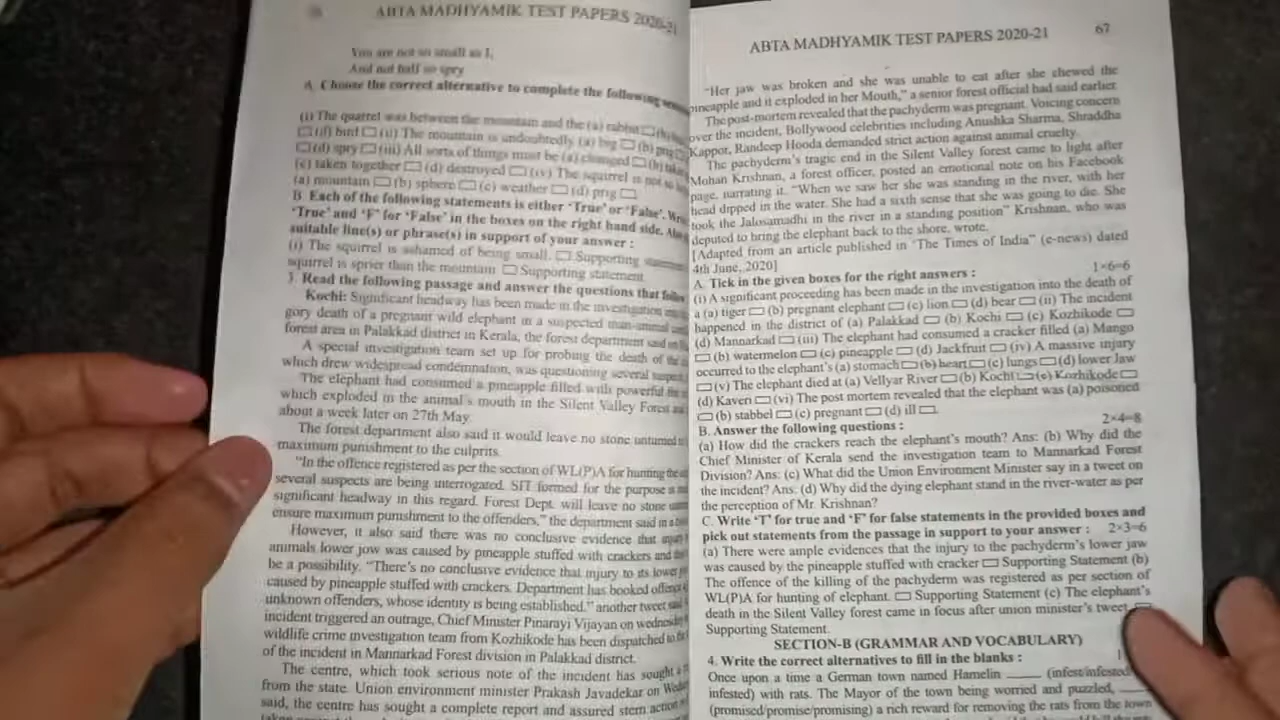 ABTA MADHYAMIK TEST PAPERS 2020-21
You are not so small as I,
And not half so spry
A. Choose the correct alternative to complete the following
(i) The quarrel was between the mountain and the (a) rabbit ☐ (b)
☐ (d) bird ☐ (ii) The mountain is undoubtedly (a) big ☐ (b) prig ☐
☐ (d) spry ☐ (iii) All sorts of things must be (a) changed ☐ (b) taken
(c) taken together ☐ (d) destroyed ☐ (iv) The squirrel is not so
(a) mountain ☐ (b) sphere ☐ (c) weather ☐ (d) prig ☐
B. Each of the following statements is either 'True' or 'False'. Write
'True' and 'F' for 'False' in the boxes on the right hand side. Also
suitable line(s) or phrase(s) in support of your answer :
(i) The squirrel is ashamed of being small. ☐ Supporting
squirrel is sprier than the mountain ☐ Supporting statement
3. Read the following passage and answer the questions that follow
Kochi: Significant headway has been made in the investigation
gory death of a pregnant wild elephant in a suspected man-animal
forest area in Palakkad district in Kerala, the forest department said
A special investigation team set up for probing the death of the
which drew widespread condemnation, was questioning several suspects
The elephant had consumed a pineapple filled with powerful
which exploded in the animal's mouth in the Silent Valley Forest
about a week later on 27th May.
The forest department also said it would leave no stone unturned
maximum punishment to the culprits.
"In the offence registered as per the section of WL(P)A for hunting the
several suspects are being interrogated. SIT formed for the purpose
significant headway in this regard. Forest Dept. will leave no stone
ensure maximum punishment to the offenders," the department said in a
However, it also said there was no conclusive evidence that
animals lower jow was caused by pineapple stuffed with crackers and
be a possibility. "There's no conclusive evidence that injury to its lower
caused by pineapple stuffed with crackers. Department has booked
unknown offenders, whose identity is being established." another tweet said
incident triggered an outrage, Chief Minister Pinarayi Vijayan on wednesday
wildlife crime investigation team from Kozhikode has been dispatched to
of the incident in Mannarkad Forest division in Palakkad district.
The centre, which took serious note of the incident has sought a
from the state. Union environment minister Prakash Javadekar on
said, the centre has sought a complete report and assured stern action
ABTA MADHYAMIK TEST PAPERS 2020-21 67
"Her jaw was broken and she was unable to eat after she chewed the
pineapple and it exploded in her Mouth," a senior forest official had said earlier.
The post-mortem revealed that the pachyderm was pregnant. Voicing concern
over the incident, Bollywood celebrities including Anushka Sharma, Shraddha
Kappor, Randeep Hooda demanded strict action against animal cruelty.
The pachyderm's tragic end in the Silent Valley forest came to light after
Mohan Krishnan, a forest officer, posted an emotional note on his Facebook
page, narrating it. "When we saw her she was standing in the river, with her
head dipped in the water. She had a sixth sense that she was going to die. She
took the Jalosamadhi in the river in a standing position" Krishnan, who was
deputed to bring the elephant back to the shore, wrote.
[Adapted from an article published in "The Times of India" (e-news) dated
4th June, 2020]
A. Tick in the given boxes for the right answers : 1×6=6
(i) A significant proceeding has been made in the investigation into the death of
a (a) tiger ☐ (b) pregnant elephant ☐ (c) lion ☐ (d) bear ☐ (ii) The incident
happened in the district of (a) Palakkad ☐ (b) Kochi ☐ (c) Kozhikode ☐
(d) Mannarkad ☐ (iii) The elephant had consumed a cracker filled (a) Mango
☐ (b) watermelon ☐ (c) pineapple ☐ (d) Jackfruit ☐ (iv) A massive injury
occurred to the elephant's (a) stomach ☐ (b) heart ☐ (c) lungs ☐ (d) lower Jaw
☐ (v) The elephant died at (a) Vellyar River ☐ (b) Kochi ☐ (c) Kozhikode ☐
(d) Kaveri ☐ (vi) The post mortem revealed that the elephant was (a) poisoned
☐ (b) stabbel ☐ (c) pregnant ☐ (d) ill ☐.
B. Answer the following questions : 2×4=8
(a) How did the crackers reach the elephant's mouth? Ans: (b) Why did the
Chief Minister of Kerala send the investigation team to Mannarkad Forest
Division? Ans: (c) What did the Union Environment Minister say in a tweet on
the incident? Ans: (d) Why did the dying elephant stand in the river-water as per
the perception of Mr. Krishnan?
C. Write 'T' for true and 'F' for false statements in the provided boxes and
pick out statements from the passage in support to your answer : 2×3=6
(a) There were ample evidences that the injury to the pachyderm's lower jaw
was caused by the pineapple stuffed with cracker ☐ Supporting Statement (b)
The offence of the killing of the pachyderm was registered as per section of
WL(P)A for hunting of elephant. ☐ Supporting Statement (c) The elephant's
death in the Silent Valley forest came in focus after union minister's tweet ☐
Supporting Statement.
SECTION-B (GRAMMAR AND VOCABULARY)
4. Write the correct alternatives to fill in the blanks :
Once upon a time a German town named Hamelin ____ (infest/infested/
infested) with rats. The Mayor of the town being worried and puzzled, ____
(promised/promise/promising) a rich reward for removing the rats from the town